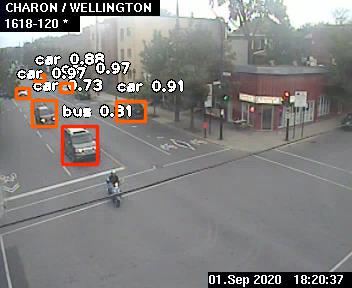 CHARON / WELLINGTON
1618-120 *
car 0.88
car 0.97
0.97
car 0.73
car 0.91
bus 0.81
01.Sep 2020 18:20:37